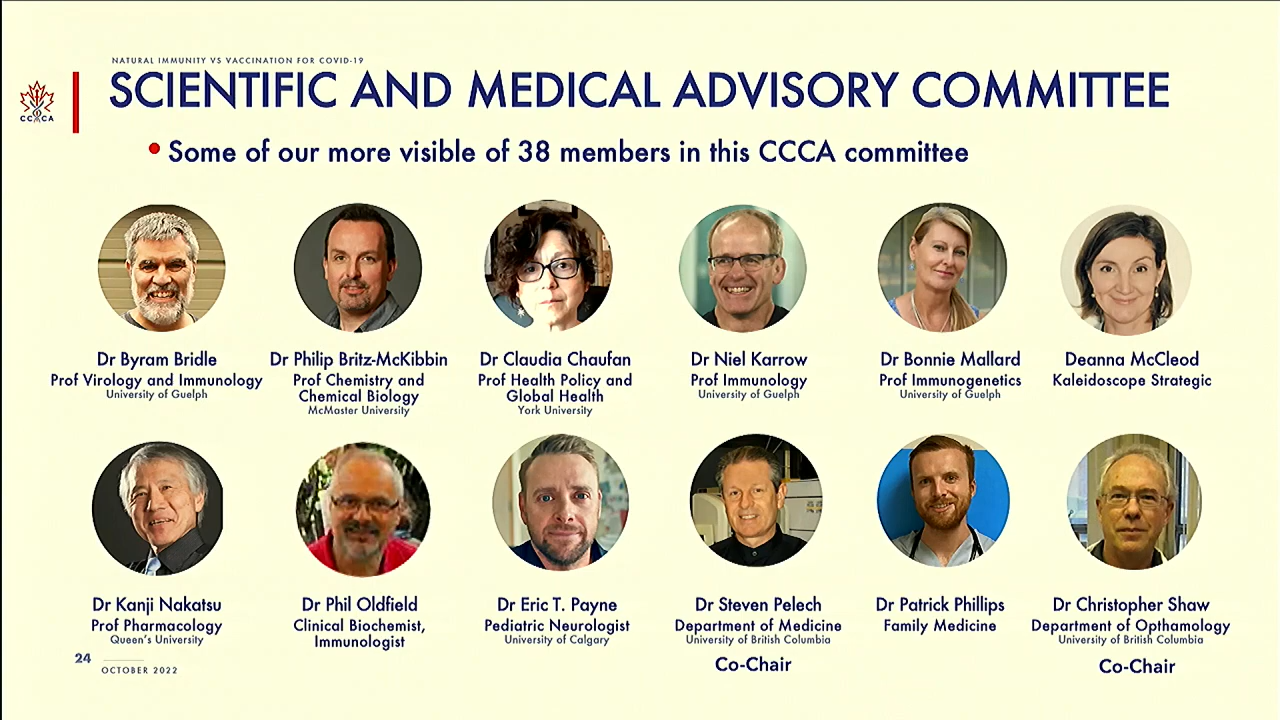 NATURAL IMMUNITY VS VACCINATION FOR COVID-19
SCIENTIFIC AND MEDICAL ADVISORY COMMITTEE
CCCA
• Some of our more visible of 38 members in this CCCA committee
Dr Byram Bridle
Prof Virology and Immunology
University of Guelph
Dr Philip Britz-McKibbin
Prof Chemistry and
Chemical Biology
McMaster University
Dr Claudia Chaufan
Prof Health Policy and
Global Health
York University
Dr Niel Karrow
Prof Immunology
University of Guelph
Dr Bonnie Mallard
Prof Immunogenetics
University of Guelph
Deanna McCleod
Kaleidoscope Strategic
Dr Kanji Nakatsu
Prof Pharmacology
Queen's University
Dr Phil Oldfield
Clinical Biochemist,
Immunologist
Dr Eric T. Payne
Pediatric Neurologist
University of Calgary
Dr Steven Pelech
Department of Medicine
University of British Columbia
Co-Chair
Dr Patrick Phillips
Family Medicine
Dr Christopher Shaw
Department of Opthamology
University of British Columbia
Co-Chair
24
OCTOBER 2022